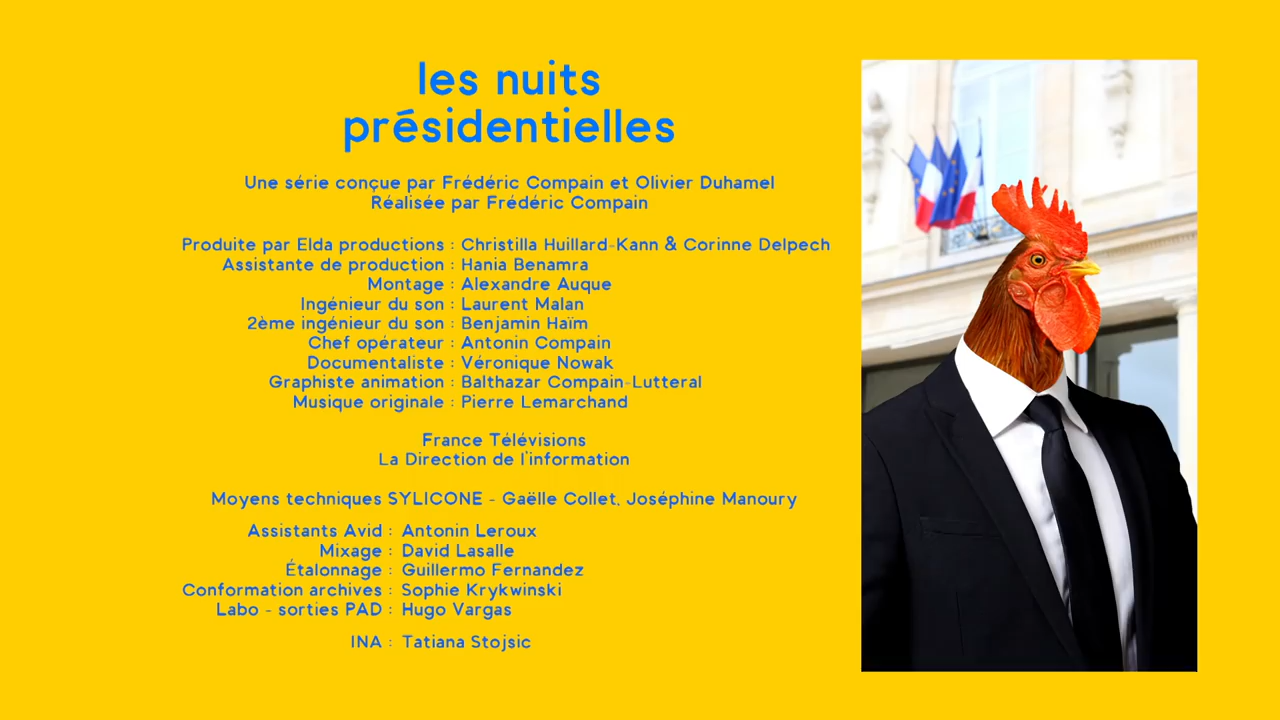 les nuits
présidentielles
Une série conçue par Frédéric Compain et Olivier Duhamel
Réalisée par Frédéric Compain
Produite par Elda productions : Christilla Huillard-Kann & Corinne Delpech
Assistante de production : Hania Benamra
Montage : Alexandre Auque
Ingénieur du son : Laurent Malan
2ème ingénieur du son : Benjamin Haïm
Chef opérateur : Antonin Compain
Documentaliste : Véronique Nowak
Graphiste animation : Balthazar Compain-Lutteral
Musique originale : Pierre Lemarchand
France Télévisions
La Direction de l'information
Moyens techniques SYLICONE - Gaëlle Collet, Joséphine Manoury
Assistants Avid : Antonin Leroux
Mixage : David Lasalle
Étalonnage : Guillermo Fernandez
Conformation archives : Sophie Krykwinski
Labo - sorties PAD : Hugo Vargas
INA : Tatiana Stojsic